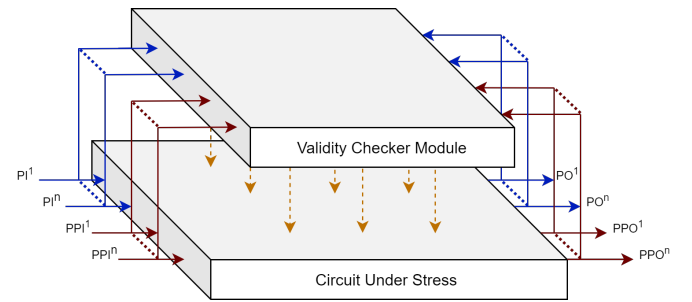 Validity Checker Module
PI¹
PO¹
PIⁿ
POⁿ
PPI¹
PPO¹
PPIⁿ
PPOⁿ
Circuit Under Stress